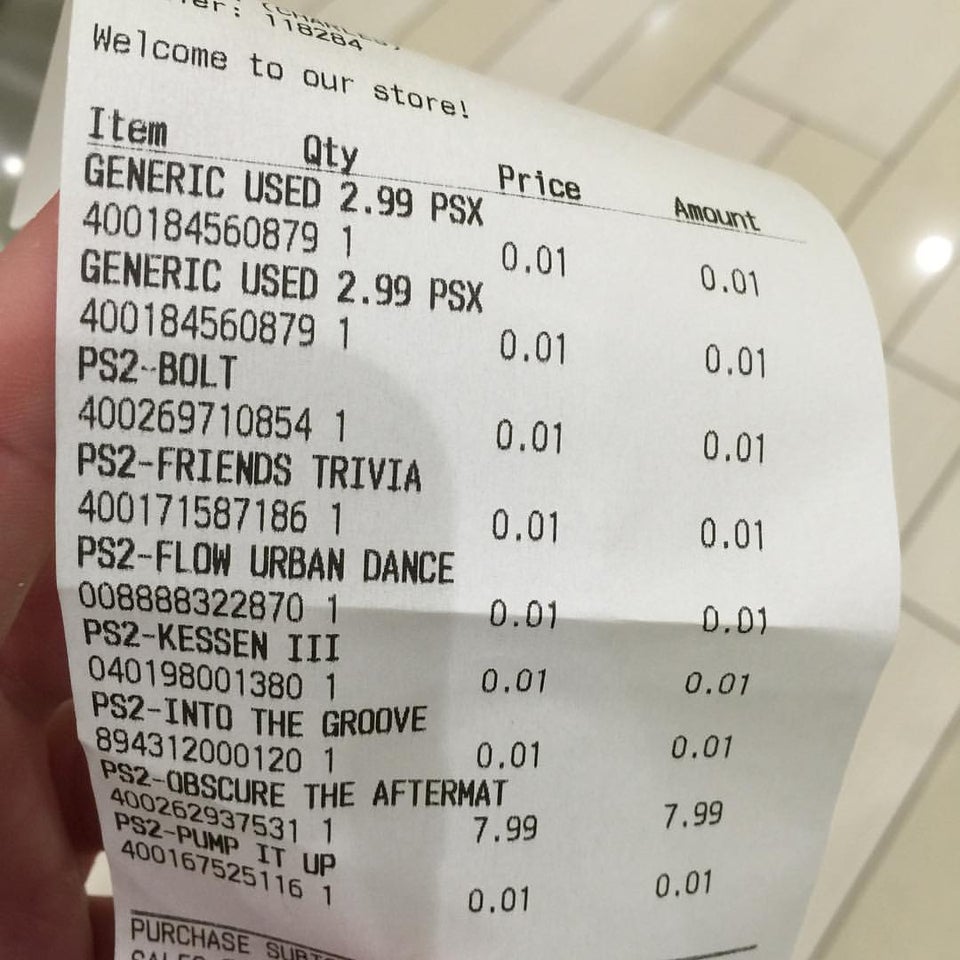 118284
Welcome to our store!
Item Qty Price Amount
GENERIC USED 2.99 PSX
400184560879 1 0.01 0.01
GENERIC USED 2.99 PSX
400184560879 1 0.01 0.01
PS2-BOLT
400269710854 1 0.01 0.01
PS2-FRIENDS TRIVIA
400171587186 1 0.01 0.01
PS2-FLOW URBAN DANCE
008888322870 1 0.01 0.01
PS2-KESSEN III
040198001380 1 0.01 0.01
PS2-INTO THE GROOVE
894312000120 1 0.01 0.01
PS2-OBSCURE THE AFTERMAT
400262937531 1 7.99 7.99
PS2-PUMP IT UP
400167525116 1 0.01 0.01
PURCHASE